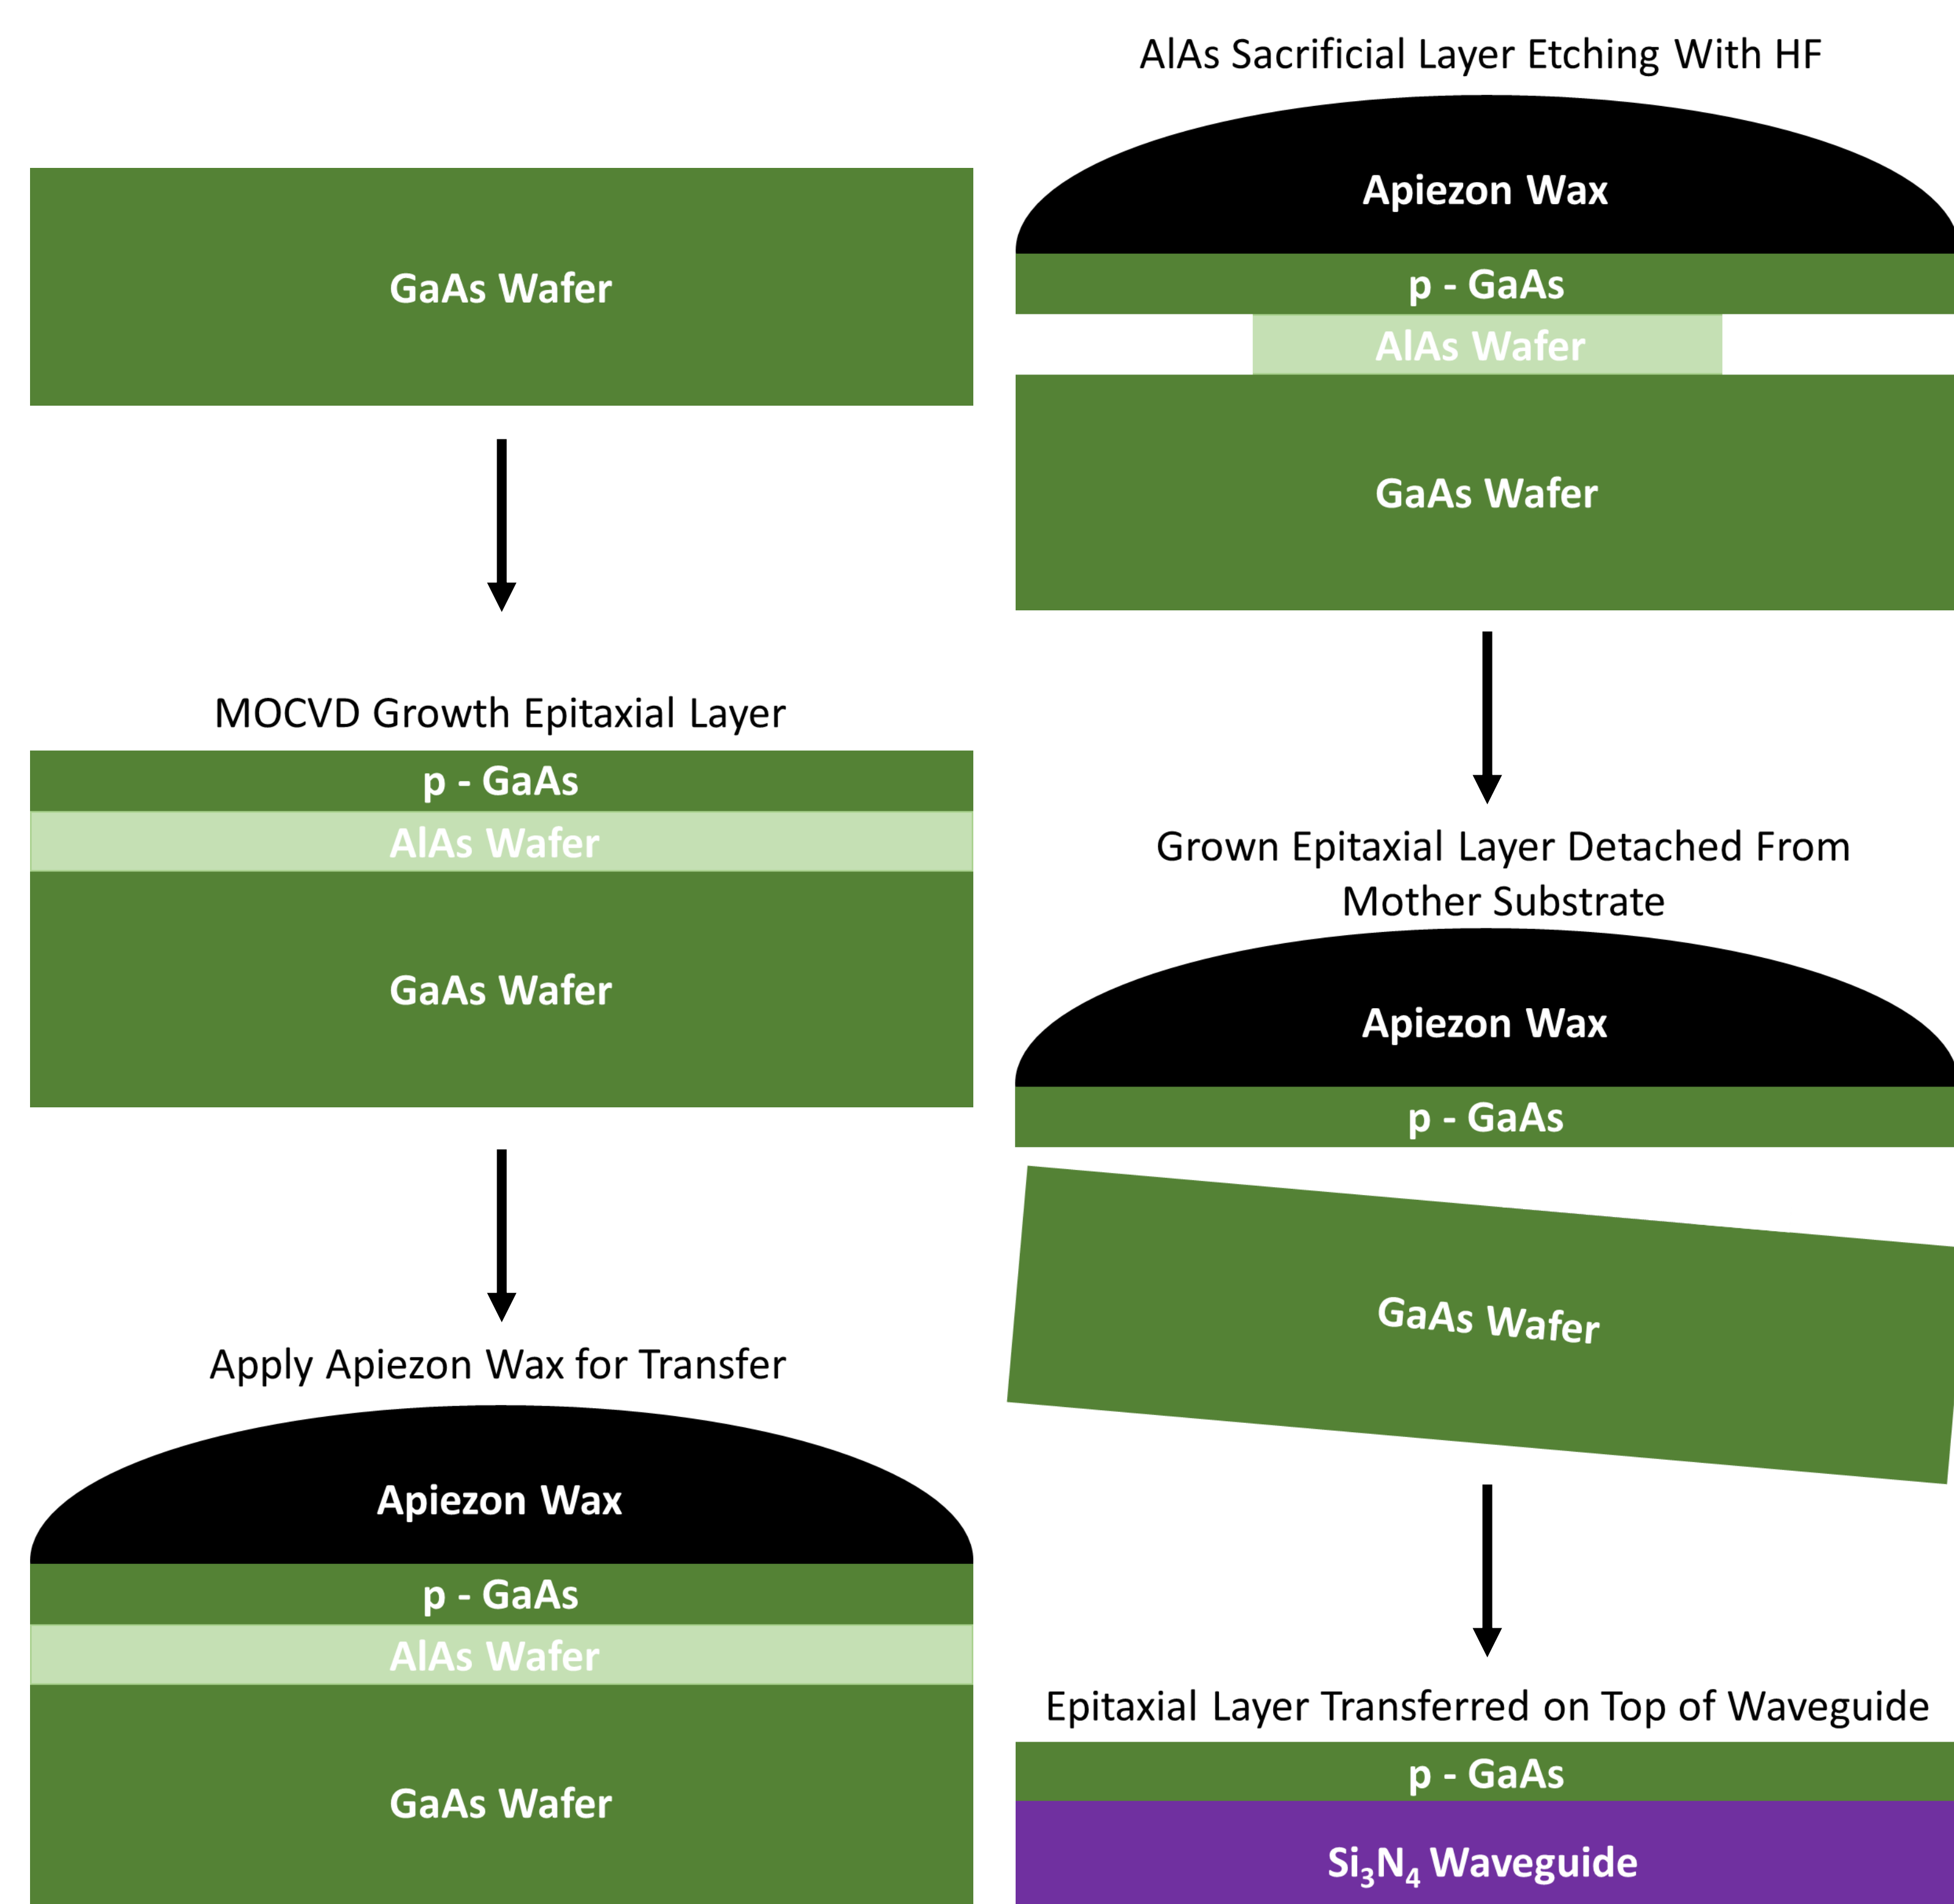 GaAs Wafer
MOCVD Growth Epitaxial Layer
p - GaAs
AlAs Wafer
GaAs Wafer
Apply Apiezon Wax for Transfer
Apiezon Wax
p - GaAs
AlAs Wafer
GaAs Wafer
AlAs Sacrificial Layer Etching With HF
Apiezon Wax
p - GaAs
AlAs Wafer
GaAs Wafer
Grown Epitaxial Layer Detached From
Mother Substrate
Apiezon Wax
p - GaAs
GaAs Wafer
Epitaxial Layer Transferred on Top of Waveguide
p - GaAs
Si₃N₄ Waveguide